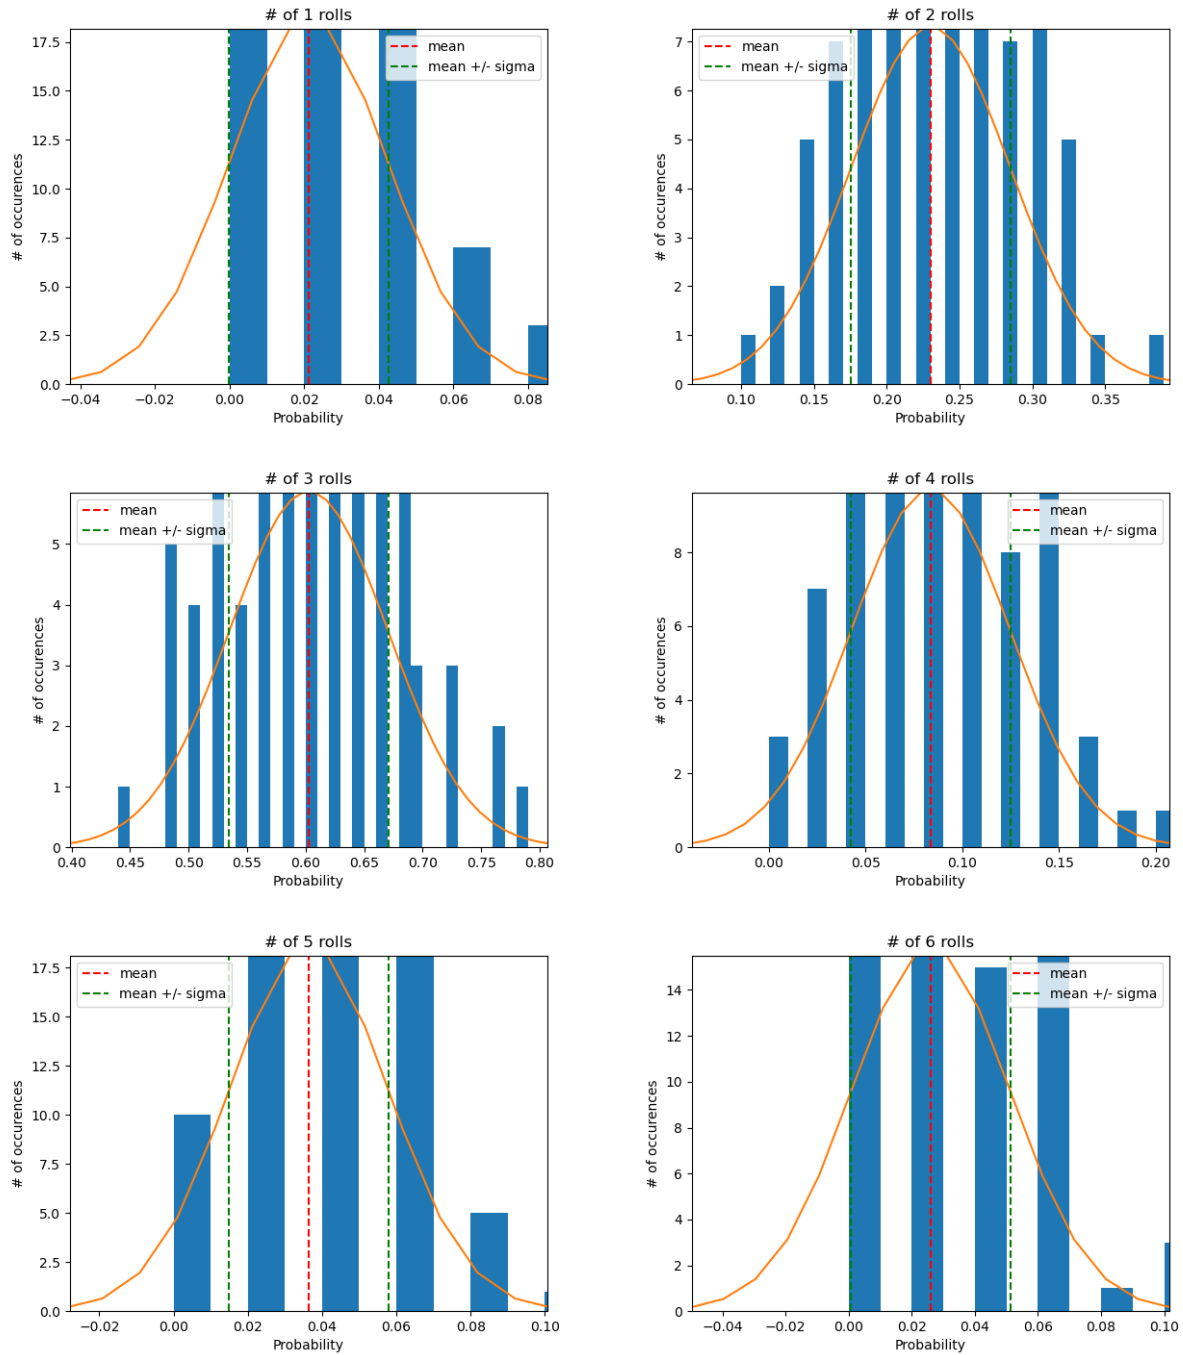 # of 1 rolls
17.5
15.0
12.5
10.0
7.5
5.0
2.5
0.0
# of occurences
mean
mean +/- sigma
−0.04 −0.02 0.00 0.02 0.04 0.06 0.08
Probability
# of 2 rolls
7
6
5
4
3
2
1
0
# of occurences
mean
mean +/- sigma
0.10 0.15 0.20 0.25 0.30 0.35
Probability
# of 3 rolls
5
4
3
2
1
0
# of occurences
mean
mean +/- sigma
0.40 0.45 0.50 0.55 0.60 0.65 0.70 0.75 0.80
Probability
# of 4 rolls
8
6
4
2
0
# of occurences
mean
mean +/- sigma
0.00 0.05 0.10 0.15 0.20
Probability
# of 5 rolls
17.5
15.0
12.5
10.0
7.5
5.0
2.5
0.0
# of occurences
mean
mean +/- sigma
−0.02 0.00 0.02 0.04 0.06 0.08 0.10
Probability
# of 6 rolls
14
12
10
8
6
4
2
0
# of occurences
mean
mean +/- sigma
−0.04 −0.02 0.00 0.02 0.04 0.06 0.08 0.10
Probability